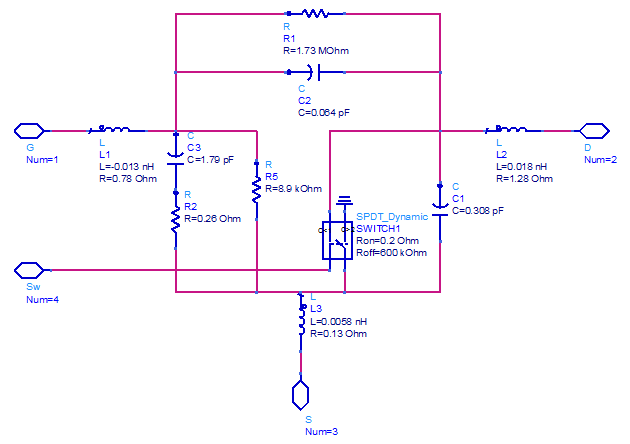 R
R1
R=1.73 MOhm
C
C2
C=0.064 pF
G
Num=1
L
L1
L=-0.013 nH
R=0.78 Ohm
C
C3
C=1.79 pF
R
R2
R=0.26 Ohm
R
R5
R=8.9 kOhm
L
L2
L=0.018 nH
R=1.28 Ohm
D
Num=2
C
C1
C=0.308 pF
SPDT_Dynamic
SWITCH1
Ron=0.2 Ohm
Roff=600 kOhm
Sw
Num=4
L
L3
L=0.0058 nH
R=0.13 Ohm
S
Num=3